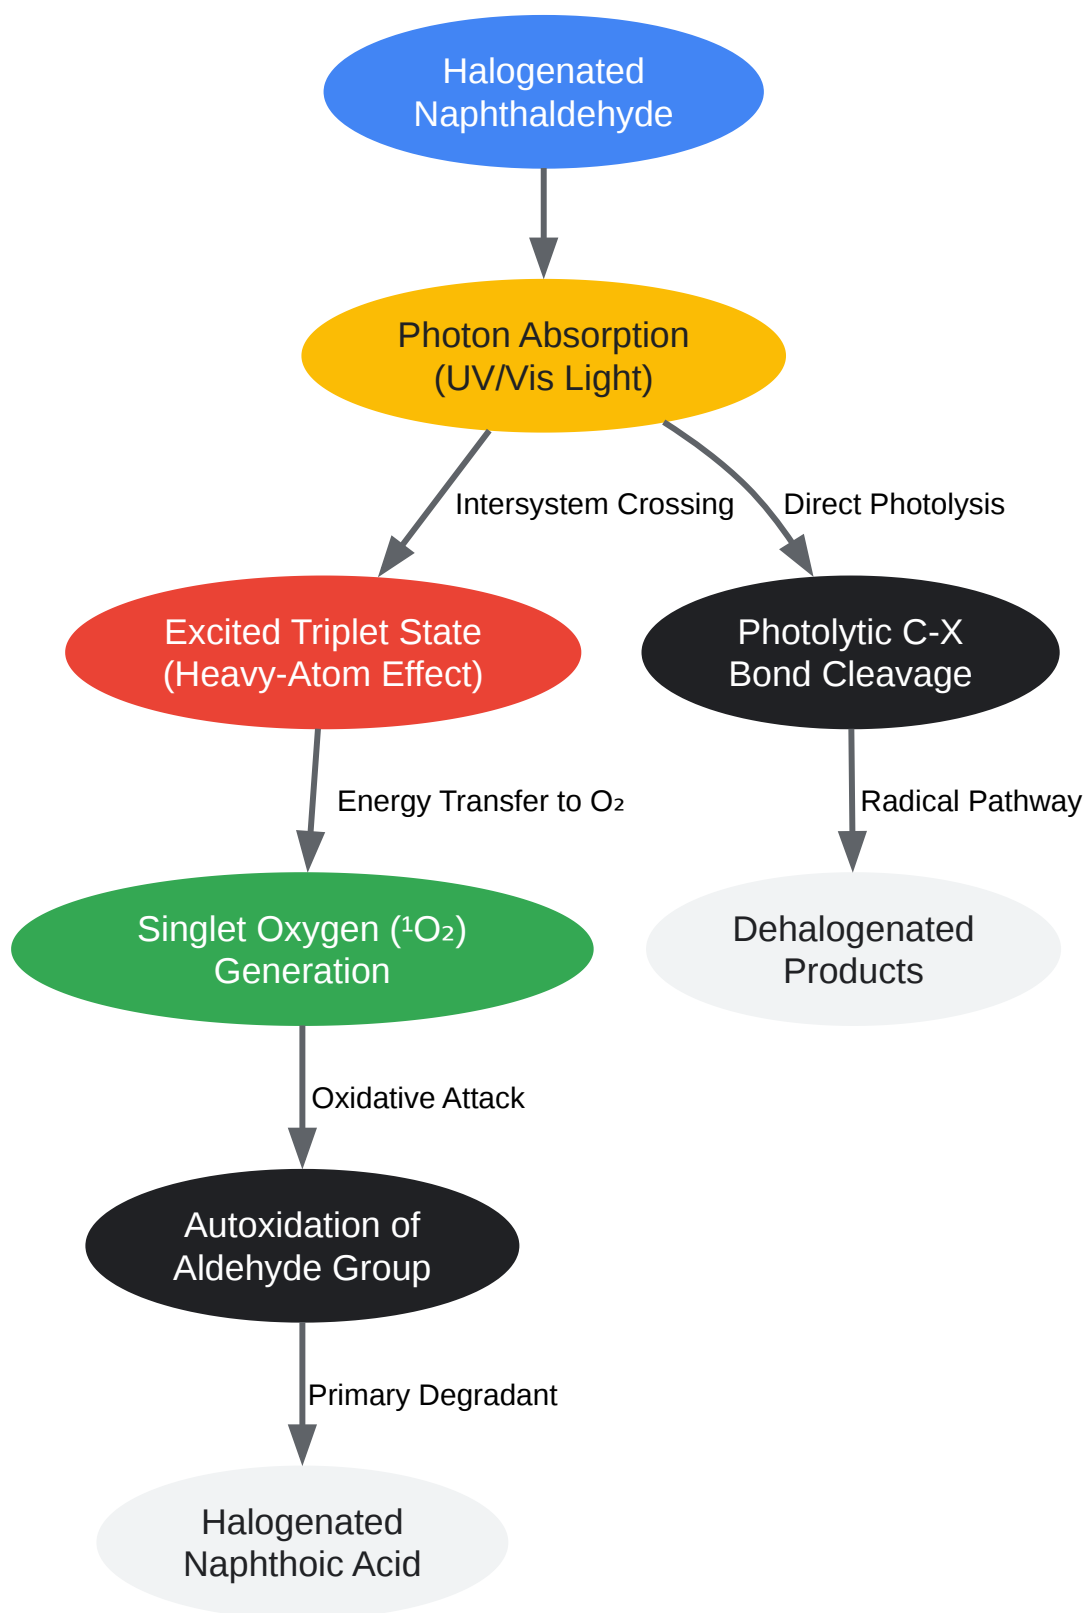 Halogenated
Naphthaldehyde
Photon Absorption
(UV/Vis Light)
Intersystem Crossing
Direct Photolysis
Excited Triplet State
(Heavy-Atom Effect)
Photolytic C-X
Bond Cleavage
Energy Transfer to O₂
Radical Pathway
Singlet Oxygen (¹O₂)
Generation
Dehalogenated
Products
Oxidative Attack
Autoxidation of
Aldehyde Group
Primary Degradant
Halogenated
Naphthoic Acid